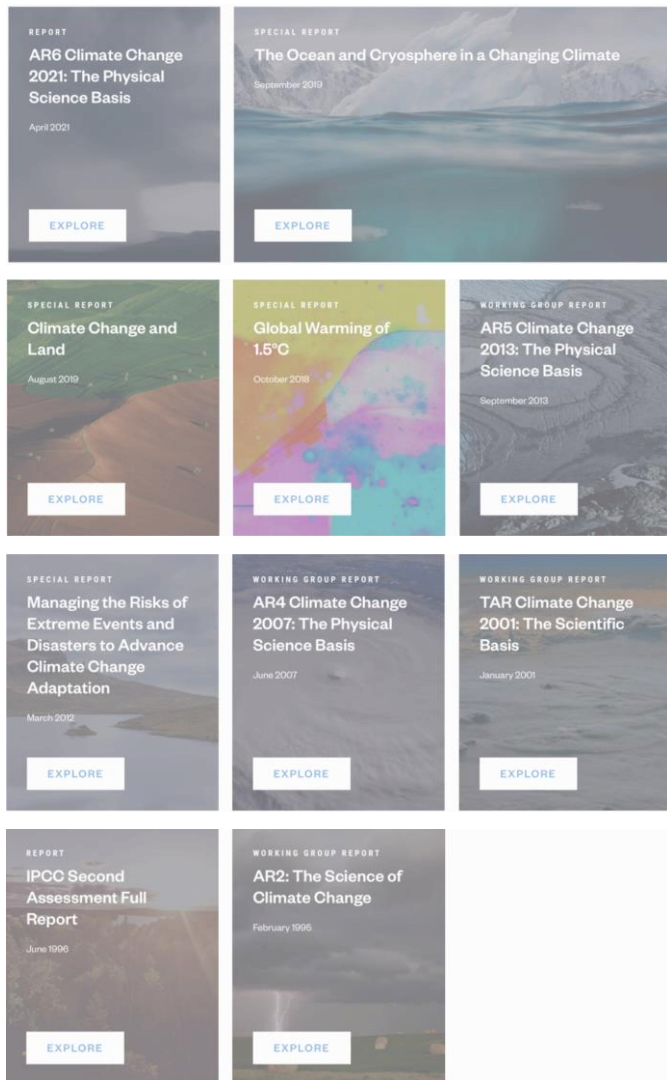 REPORT
AR6 Climate Change
2021: The Physical
Science Basis
April 2021
EXPLORE
SPECIAL REPORT
The Ocean and Cryosphere in a Changing Climate
September 2019
EXPLORE
SPECIAL REPORT
Climate Change and
Land
August 2019
EXPLORE
SPECIAL REPORT
Global Warming of
1.5°C
October 2018
EXPLORE
WORKING GROUP REPORT
AR5 Climate Change
2013: The Physical
Science Basis
September 2013
EXPLORE
SPECIAL REPORT
Managing the Risks of
Extreme Events and
Disasters to Advance
Climate Change
Adaptation
March 2012
EXPLORE
WORKING GROUP REPORT
AR4 Climate Change
2007: The Physical
Science Basis
June 2007
EXPLORE
WORKING GROUP REPORT
TAR Climate Change
2001: The Scientific
Basis
January 2001
EXPLORE
REPORT
IPCC Second
Assessment Full
Report
June 1996
EXPLORE
WORKING GROUP REPORT
AR2: The Science of
Climate Change
February 1995
EXPLORE